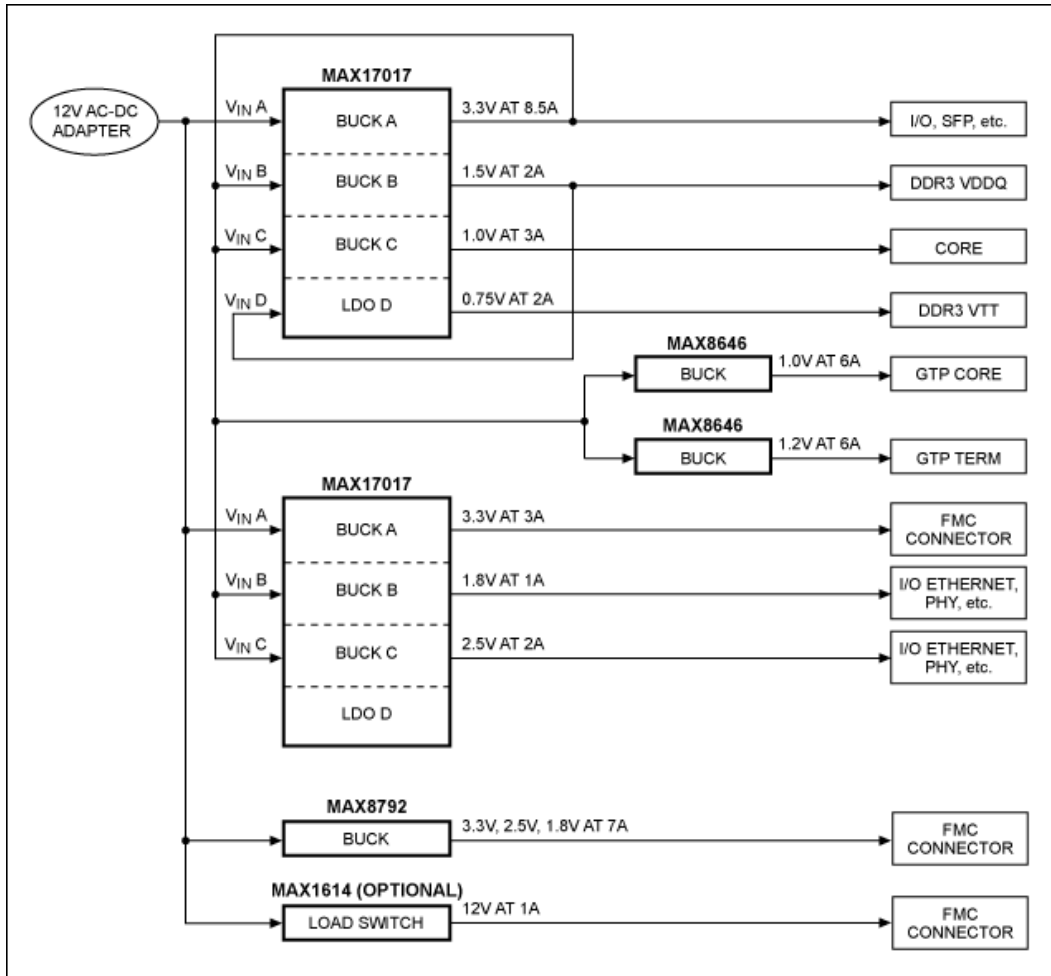 MAX17017
12V AC-DC
ADAPTER
VIN A
BUCK A
3.3V AT 8.5A
I/O, SFP, etc.
VIN B
BUCK B
1.5V AT 2A
DDR3 VDDQ
VIN C
BUCK C
1.0V AT 3A
CORE
VIN D
LDO D
0.75V AT 2A
DDR3 VTT
MAX8646
BUCK
1.0V AT 6A
GTP CORE
MAX8646
BUCK
1.2V AT 6A
GTP TERM
MAX17017
VIN A
BUCK A
3.3V AT 3A
FMC
CONNECTOR
VIN B
BUCK B
1.8V AT 1A
I/O ETHERNET,
PHY, etc.
VIN C
BUCK C
2.5V AT 2A
I/O ETHERNET,
PHY, etc.
LDO D
MAX8792
BUCK
3.3V, 2.5V, 1.8V AT 7A
FMC
CONNECTOR
MAX1614 (OPTIONAL)
LOAD SWITCH
12V AT 1A
FMC
CONNECTOR